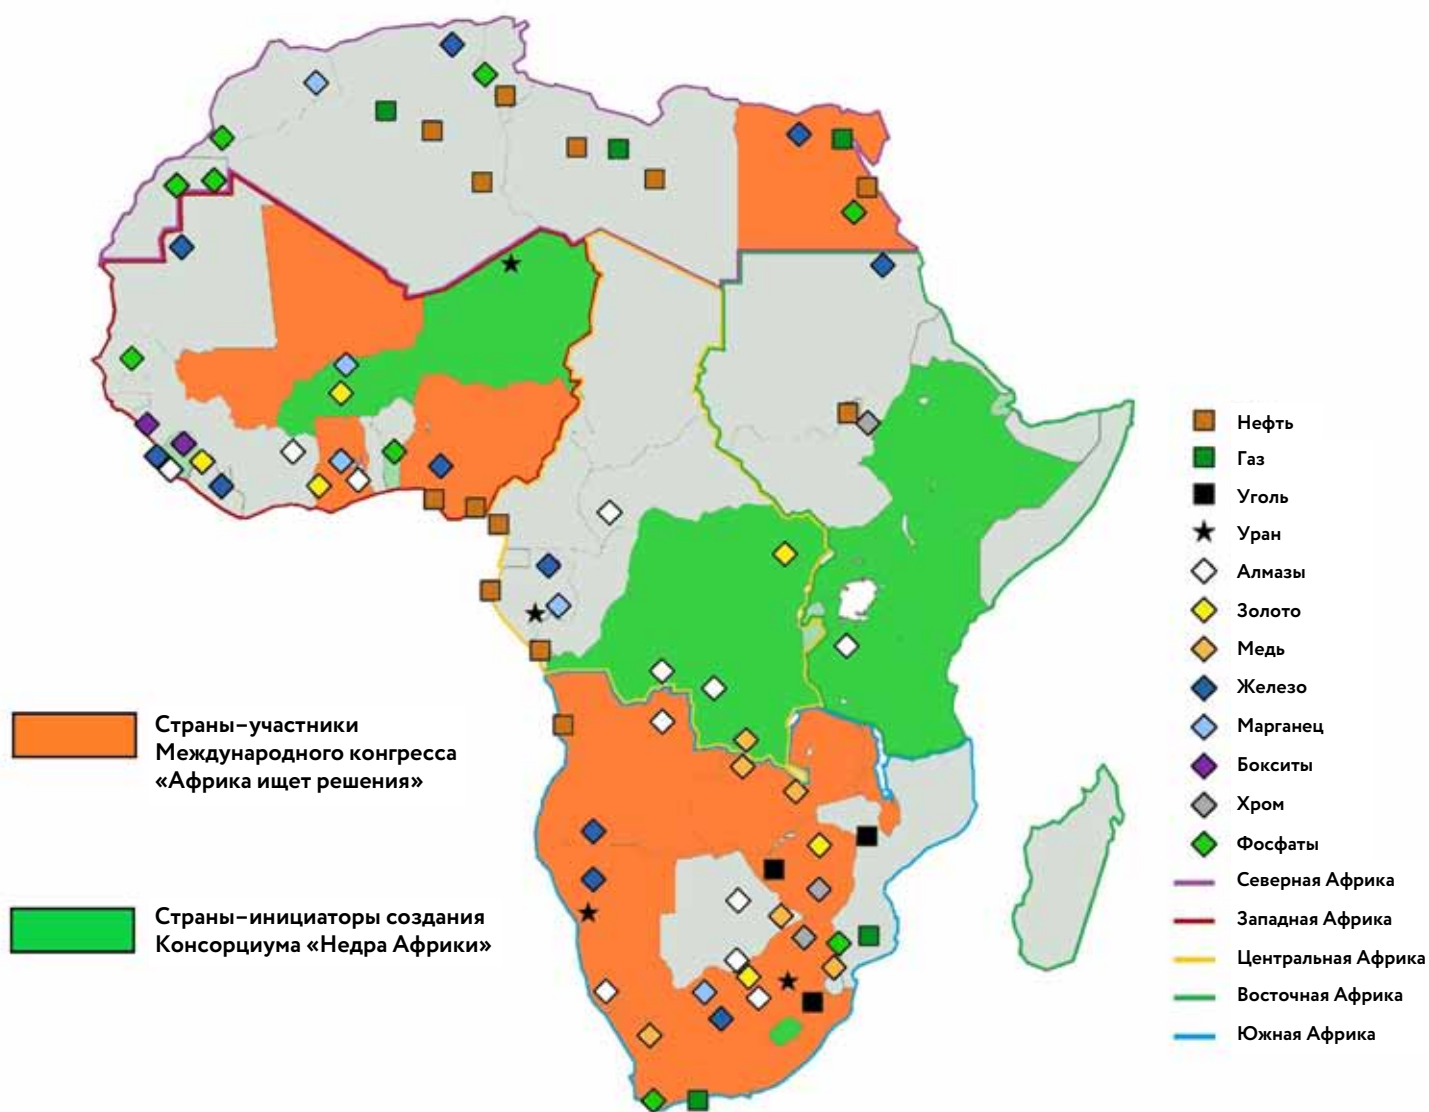 Нефть
Газ
Уголь
Уран
Алмазы
Золото
Медь
Железо
Марганец
Бокситы
Хром
Фосфаты
Северная Африка
Западная Африка
Центральная Африка
Восточная Африка
Южная Африка
Страны–участники
Международного конгресса
«Африка ищет решения»
Страны–инициаторы создания
Консорциума «Недра Африки»